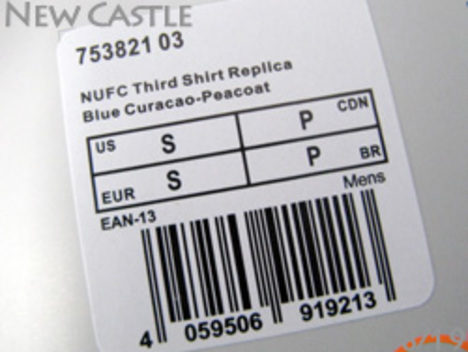 New Castle
753821 03
NUFC Third Shirt Replica
Blue Curacao-Peacoat
US S P CDN
EUR S P BR
Mens
EAN-13
4 059506 919213